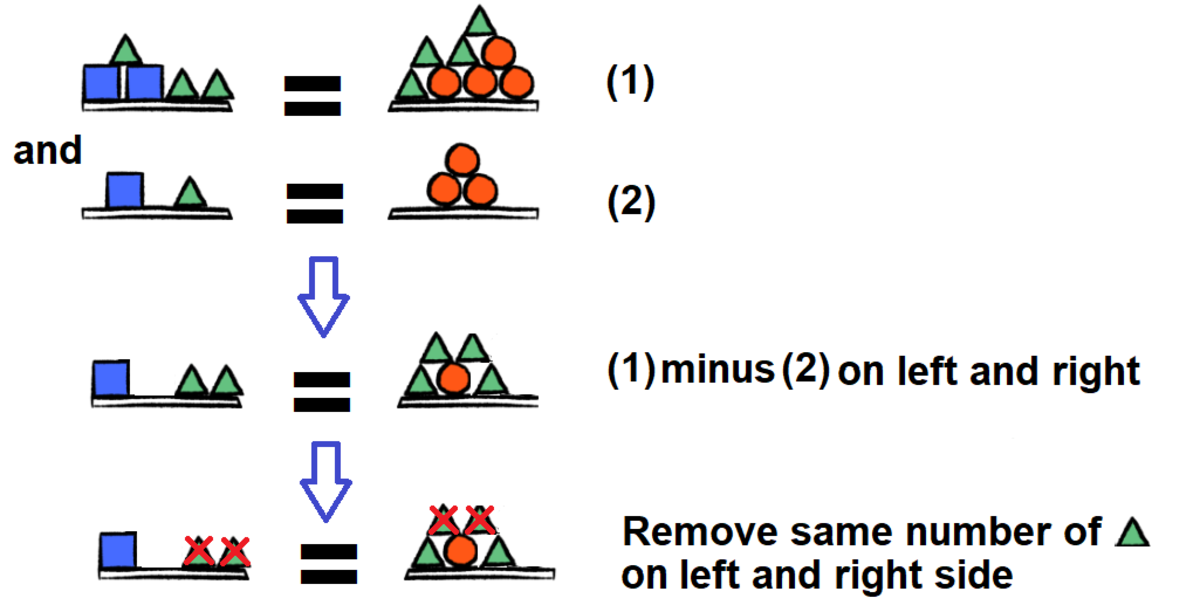 (1)
and
(2)
(1) minus (2) on left and right
Remove same number of
on left and right side